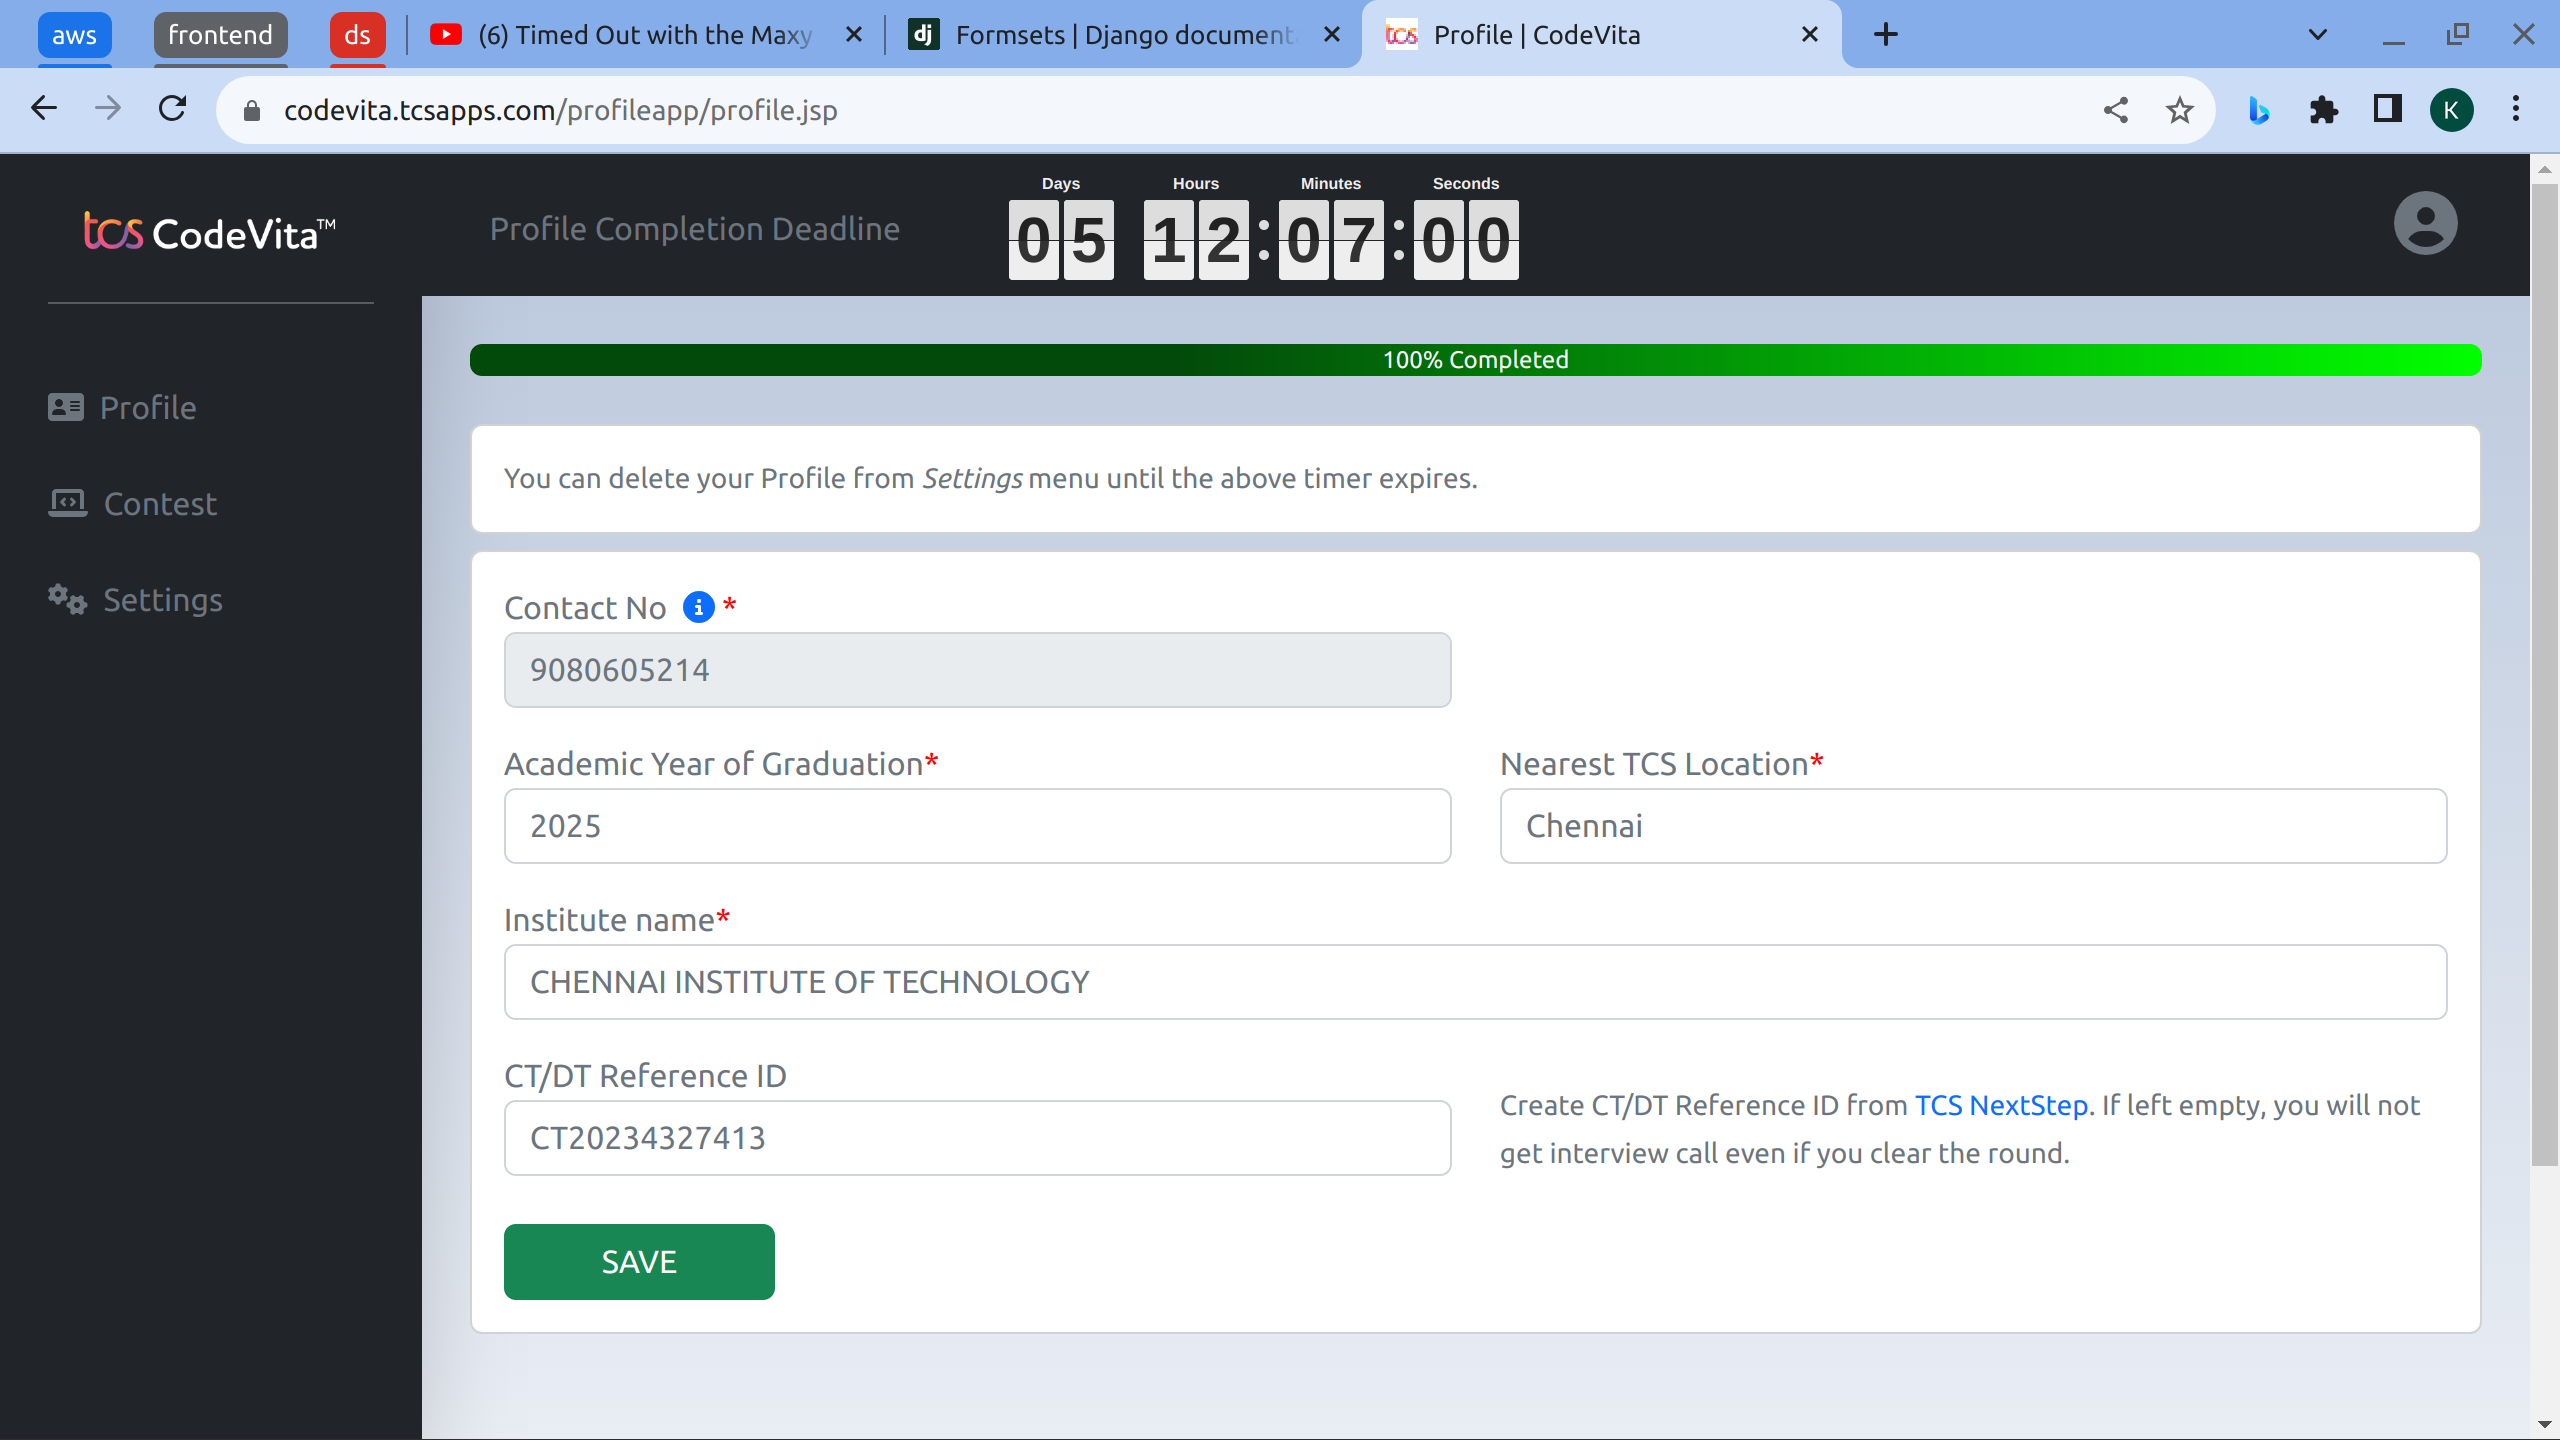 aws
frontend
ds
(6) Timed Out with the Maxy
Formsets | Django document
Profile | CodeVita
codevita.tcsapps.com/profileapp/profile.jsp
K
tcs CodeVita™
Profile Completion Deadline
Days Hours Minutes Seconds
05 12:07:00
Profile
Contest
Settings
100% Completed
You can delete your Profile from Settings menu until the above timer expires.
Contact No *
9080605214
Academic Year of Graduation*
2025
Nearest TCS Location*
Chennai
Institute name*
CHENNAI INSTITUTE OF TECHNOLOGY
CT/DT Reference ID
CT20234327413
Create CT/DT Reference ID from TCS NextStep. If left empty, you will not
get interview call even if you clear the round.
SAVE